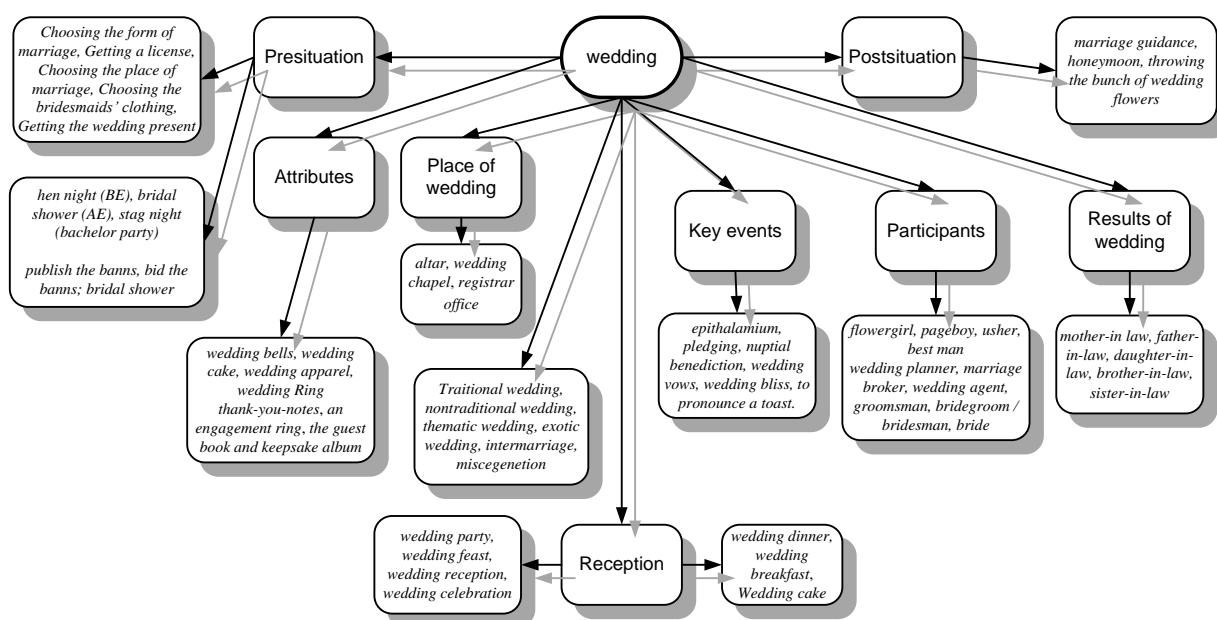 Choosing the form of
marriage, Getting a license,
Choosing the place of
marriage, Choosing the
bridesmaids' clothing,
Getting the wedding present
Presituation
wedding
Postsituation
marriage guidance,
honeymoon, throwing
the bunch of wedding
flowers
hen night (BE), bridal
shower (AE), stag night
(bachelor party)
publish the banns, bid the
banns; bridal shower
Attributes
Place of
wedding
Key events
Participants
Results of
wedding
altar, wedding
chapel, registrar
office
wedding bells, wedding
cake, wedding apparel,
wedding Ring
thank-you-notes, an
engagement ring, the guest
book and keepsake album
Traitional wedding,
nontraditional wedding,
thematic wedding, exotic
wedding, intermarriage,
miscegenetion
epithalamium,
pledging, nuptial
benediction, wedding
vows, wedding bliss, to
pronounce a toast.
flowergirl, pageboy, usher,
best man
wedding planner, marriage
broker, wedding agent,
groomsman, bridegroom /
bridesman, bride
mother-in law, father-
in-law, daughter-in-
law, brother-in-law,
sister-in-law
wedding party,
wedding feast,
wedding reception,
wedding celebration
Reception
wedding dinner,
wedding
breakfast,
Wedding cake